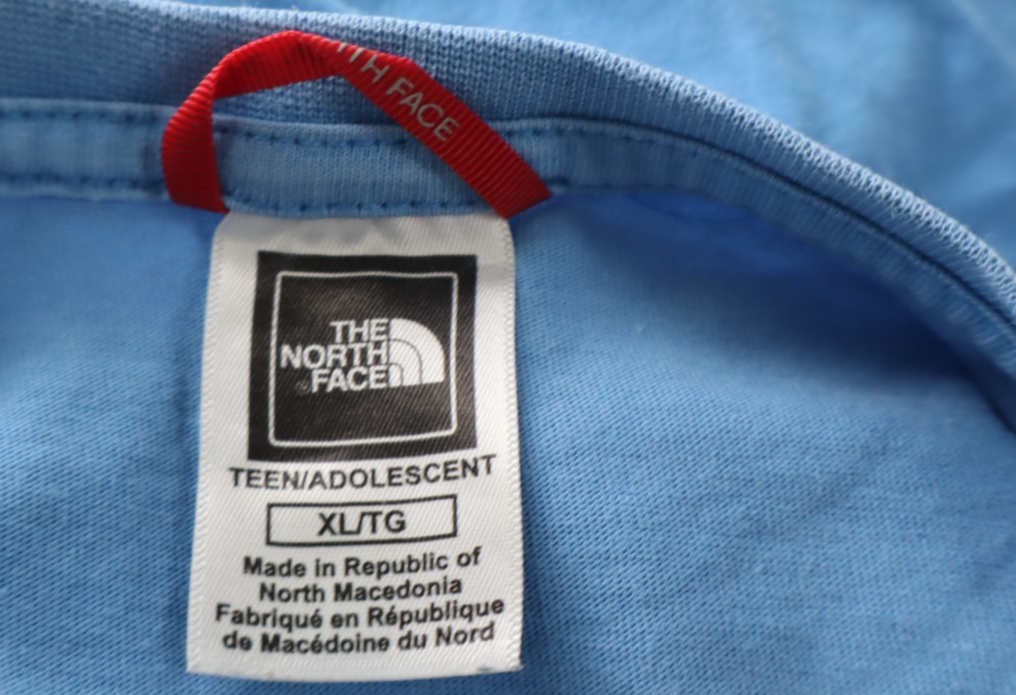 TH FACE
THE
NORTH
FACE
TEEN/ADOLESCENT
XL/TG
Made in Republic of
North Macedonia
Fabriqué en République
de Macédoine du Nord